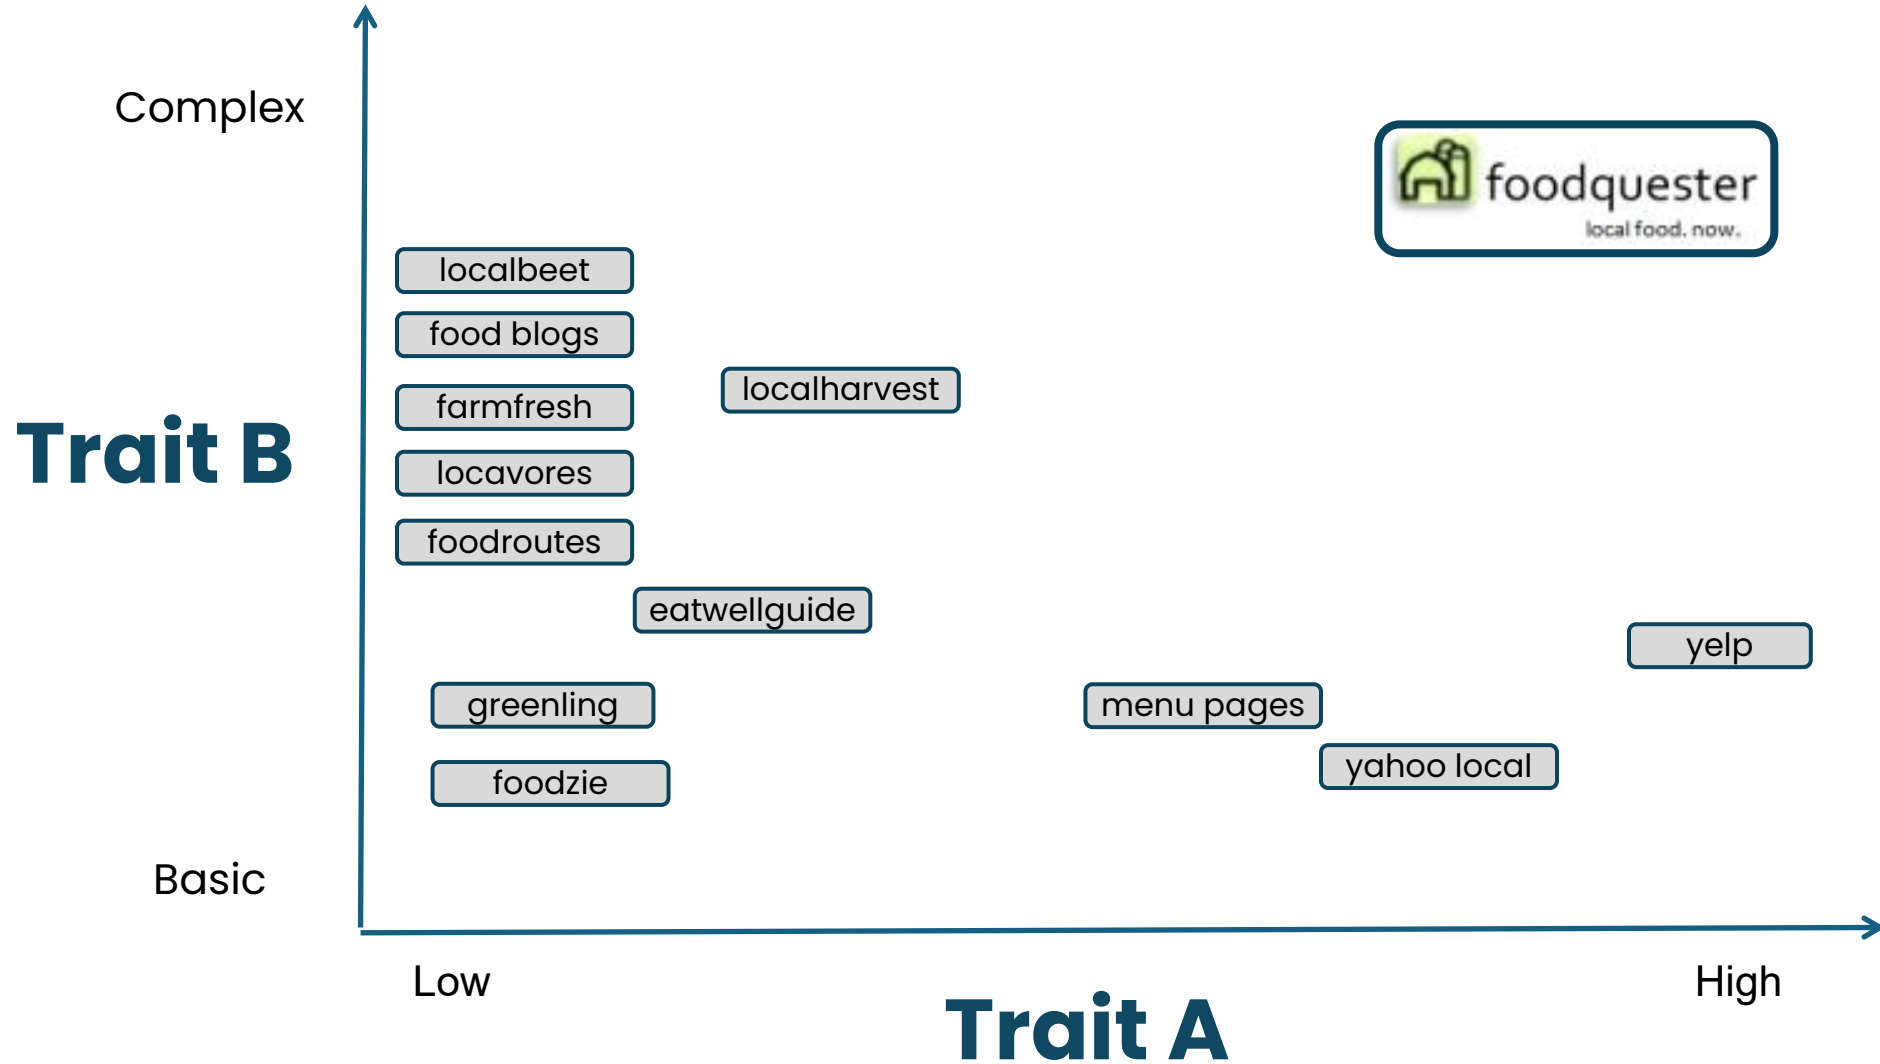 Complex
foodquester
local food. now.
localbeet
food blogs
localharvest
farmfresh
Trait B
locavores
foodroutes
eatwellguide
yelp
greenling
menu pages
yahoo local
foodzie
Basic
Low
High
Trait A